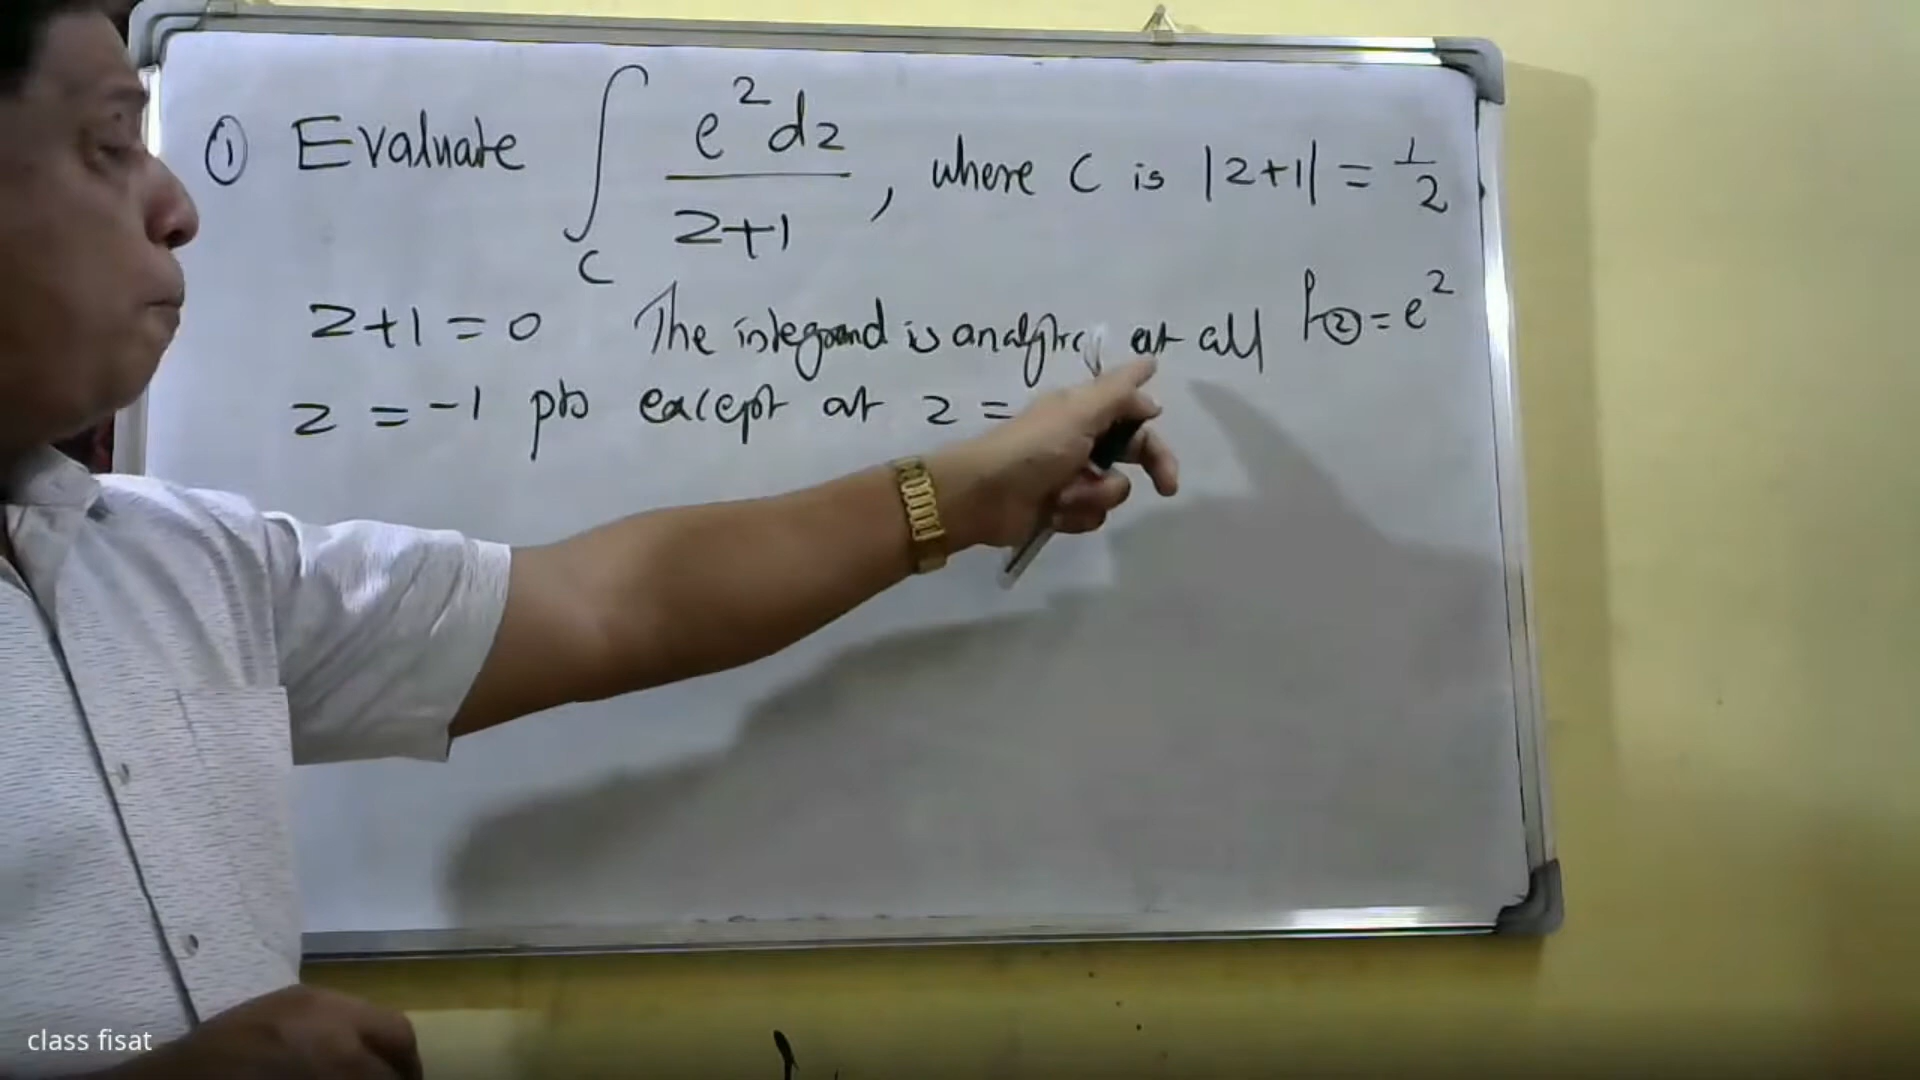 ① Evaluate ∫_C e^z dz / z+1 , where C is |z+1| = 1/2
z+1 = 0 The integrand is analytic at all f(z) = e^z
z = -1 pts except at z =
class fisat